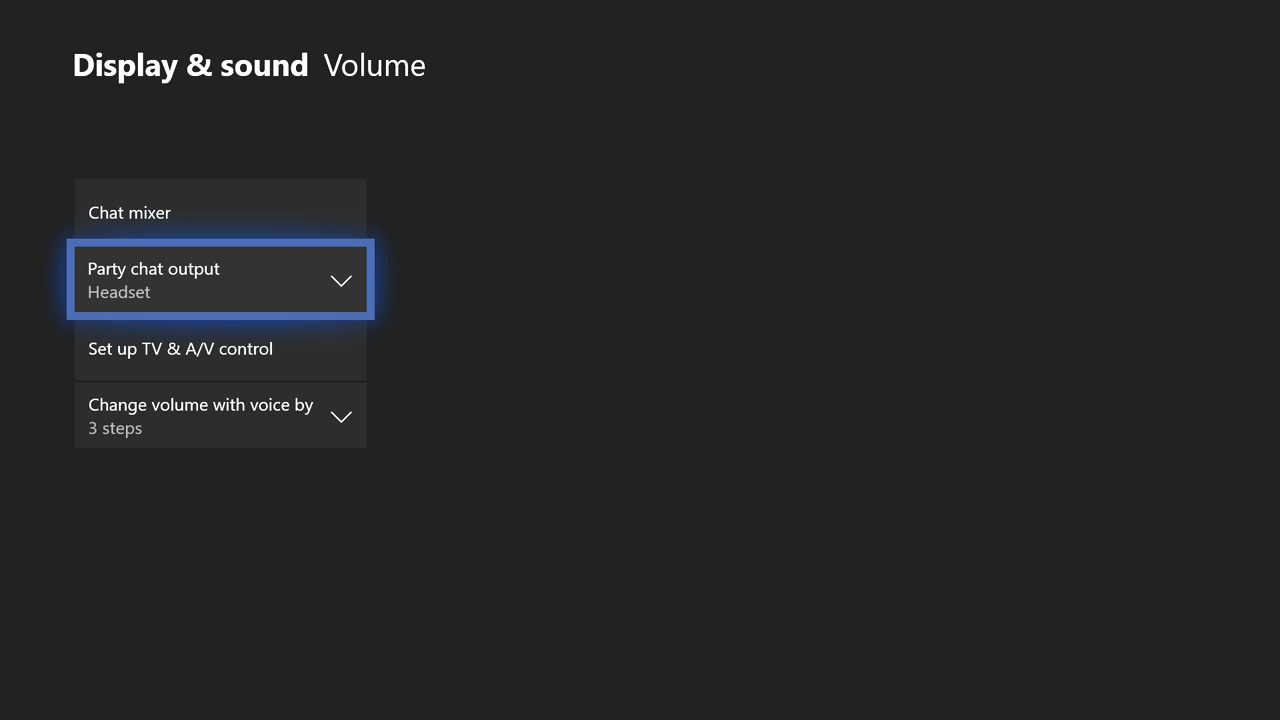 Display & sound Volume
Chat mixer
Party chat output
Headset
Set up TV & A/V control
Change volume with voice by
3 steps